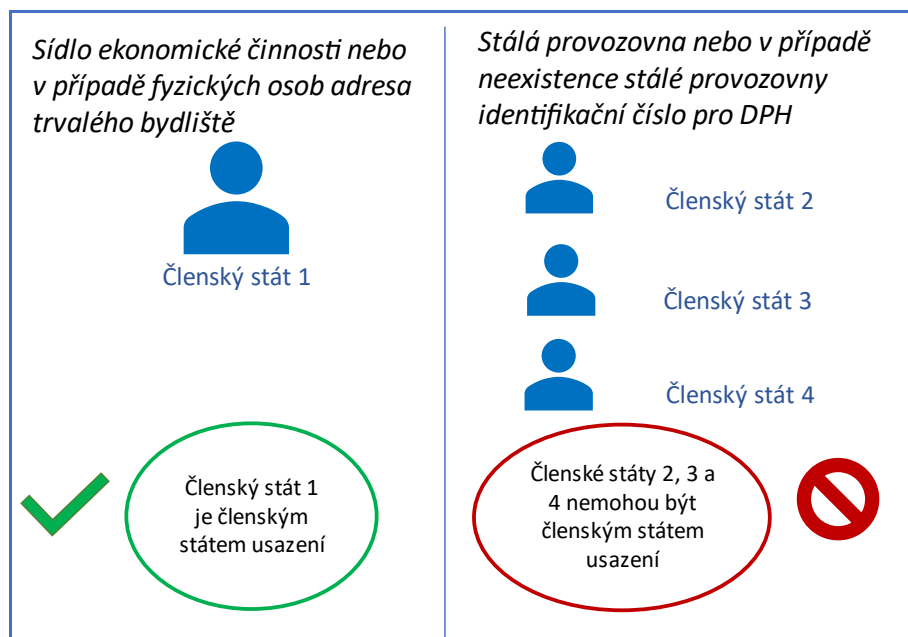 Sídlo ekonomické činnosti nebo
v případě fyzických osob adresa
trvalého bydliště
Členský stát 1
Členský stát 1
je členským
státem usazení
Stálá provozovna nebo v případě
neexistence stálé provozovny
identifikační číslo pro DPH
Členský stát 2
Členský stát 3
Členský stát 4
Členské státy 2, 3 a
4 nemohou být
členským státem
usazení